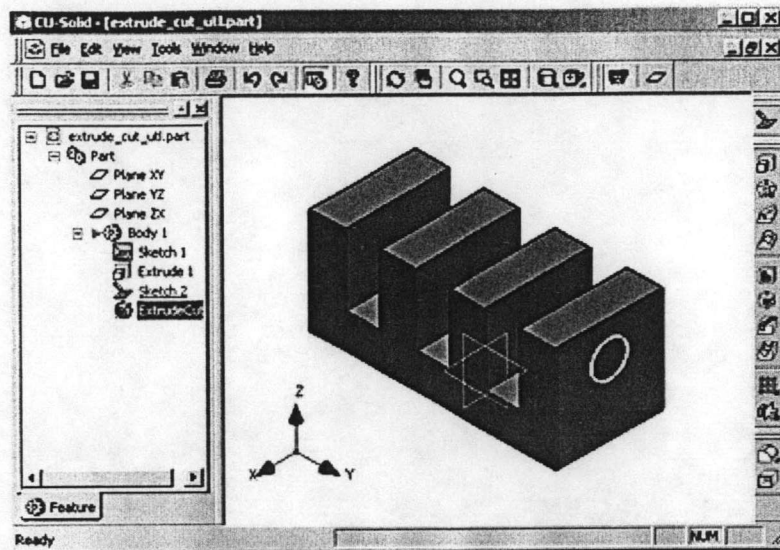 CU-Solid - [extrude_cut_utl.part]
File Edit View Tools Window Help
extrude_cut_utl.part
Part
Plane XY
Plane YZ
Plane ZX
Body 1
Sketch 1
Extrude 1
Sketch 2
ExtrudeCut
Z
X
Y
Feature
Ready
NUM